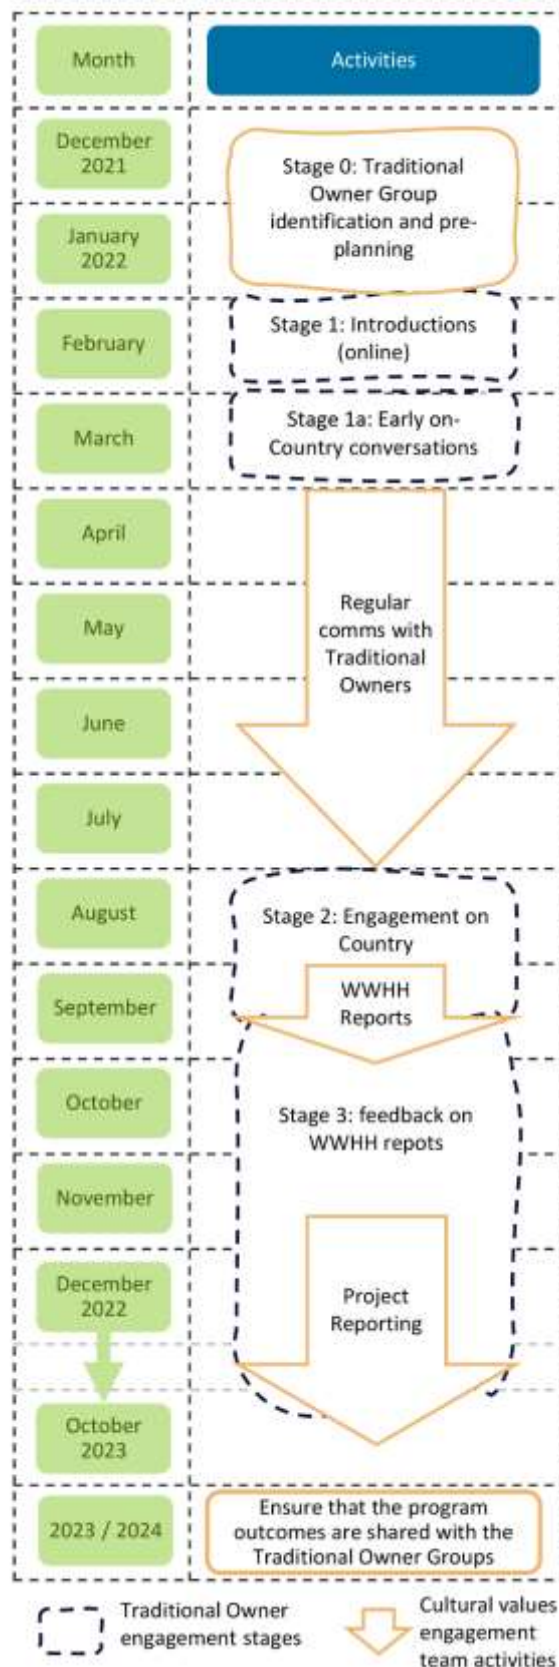 Month
Activities
December
2021
Stage 0: Traditional
Owner Group
identification and pre-
planning
January
2022
February
Stage 1: Introductions
(online)
March
Stage 1a: Early on-
Country conversations
April
May
Regular
comms with
Traditional
Owners
June
July
August
Stage 2: Engagement on
Country
September
WWHH
Reports
October
Stage 3: feedback on
WWHH repots
November
December
2022
Project
Reporting
October
2023
2023 / 2024
Ensure that the program
outcomes are shared with the
Traditional Owner Groups
Traditional Owner
engagement stages
Cultural values
engagement
team activities